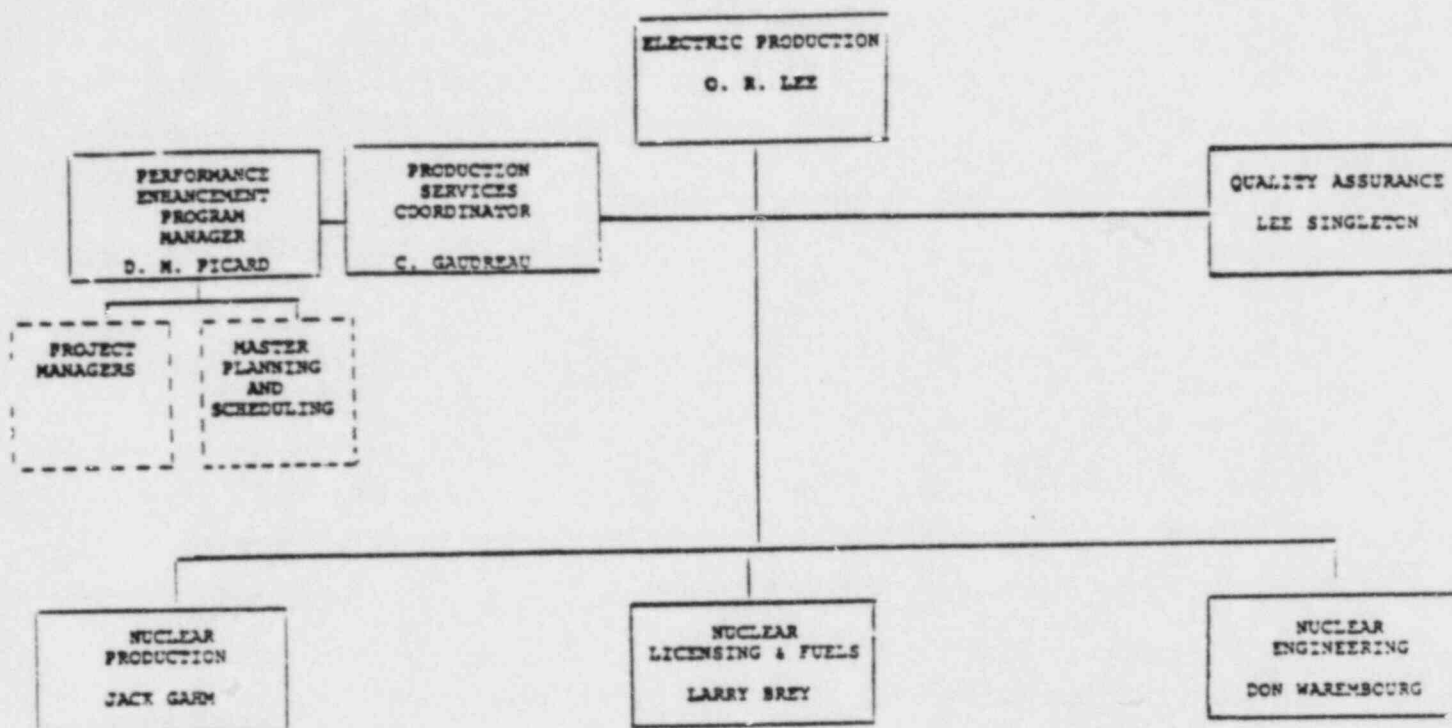 ELECTRIC PRODUCTION
O. R. LEE
PERFORMANCE
ENHANCEMENT
PROGRAM
MANAGER
D. M. PICARD
PRODUCTION
SERVICES
COORDINATOR
C. GAUDREAU
QUALITY ASSURANCE
LEE SINGLETON
PROJECT
MANAGERS
MASTER
PLANNING
AND
SCHEDULING
NUCLEAR
PRODUCTION
JACK GAHM
NUCLEAR
LICENSING & FUELS
LARRY BREY
NUCLEAR
ENGINEERING
DON WAREMBOURG